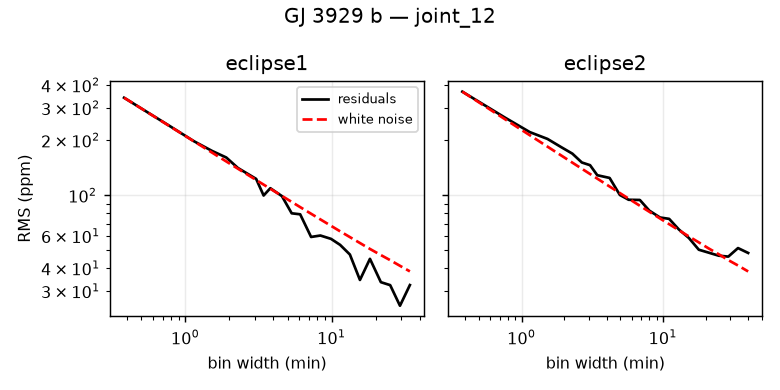 GJ 3929 b — joint_12
eclipse1
eclipse2
4 × 10²
3 × 10²
2 × 10²
10²
6 × 10¹
4 × 10¹
3 × 10¹
RMS (ppm)
residuals
white noise
10⁰
10¹
10⁰
10¹
bin width (min)
bin width (min)